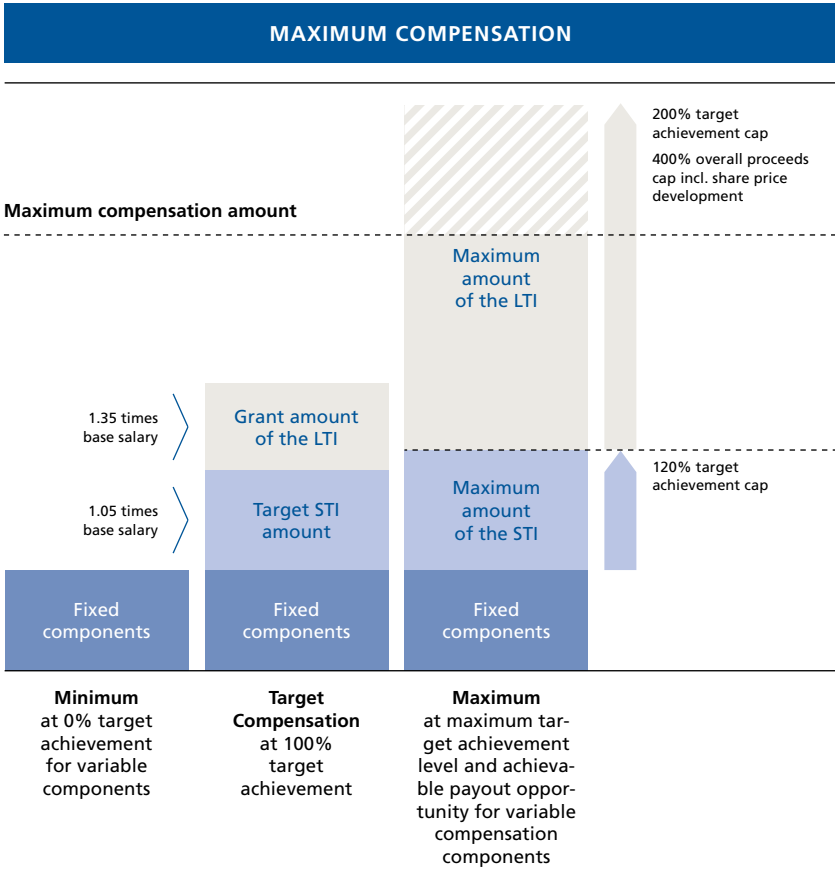 MAXIMUM COMPENSATION
200% target
achievement cap
400% overall proceeds
cap incl. share price
development
Maximum compensation amount
Maximum
amount
of the LTI
1.35 times
base salary
Grant amount
of the LTI
120% target
achievement cap
1.05 times
base salary
Target STI
amount
Maximum
amount
of the STI
Fixed
components
Fixed
components
Fixed
components
Minimum
at 0% target
achievement
for variable
components
Target
Compensation
at 100%
target
achievement
Maximum
at maximum tar-
get achievement
level and achieva-
ble payout oppor-
tunity for variable
compensation
components